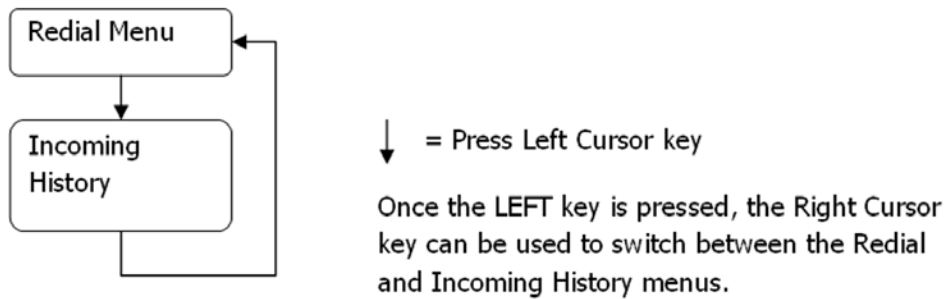 Redial Menu
Incoming
History
= Press Left Cursor key
Once the LEFT key is pressed, the Right Cursor
key can be used to switch between the Redial
and Incoming History menus.